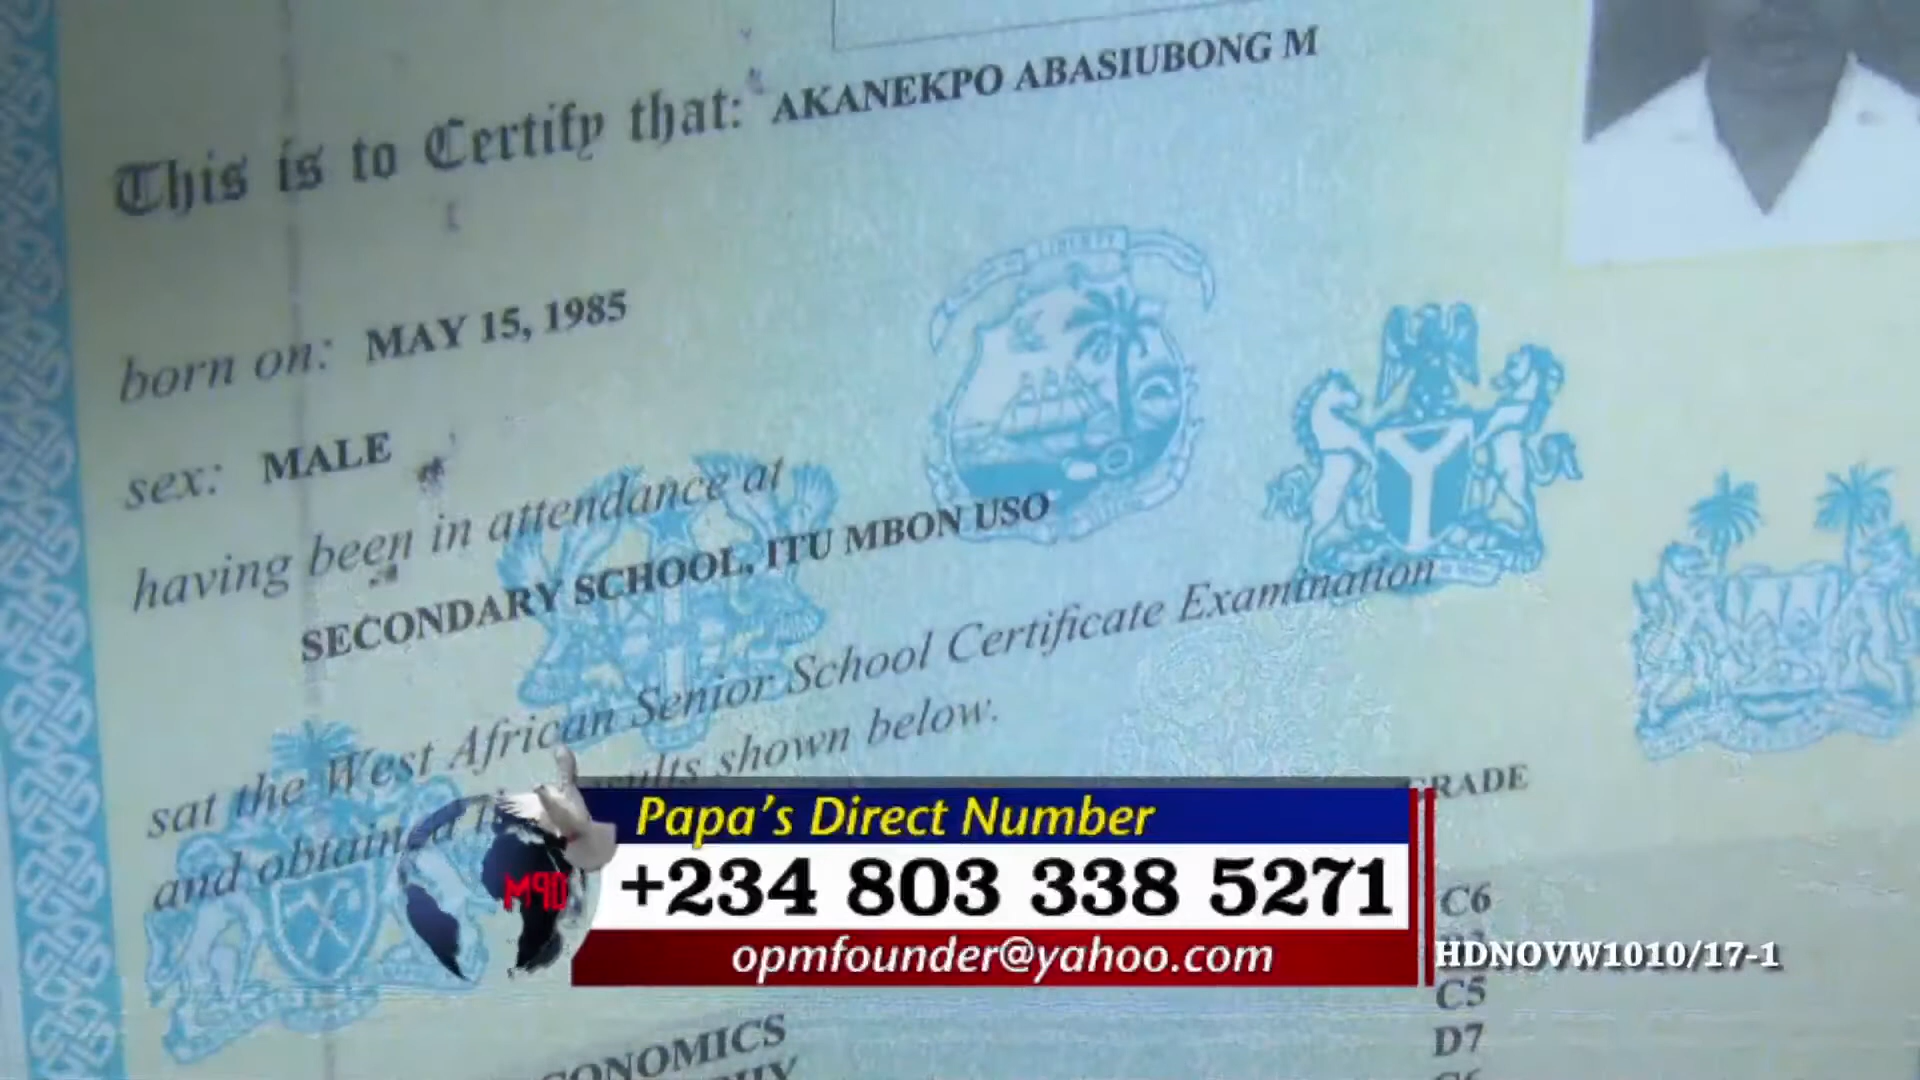 This is to Certify that: AKANEKPO ABASIUBONG M
born on: MAY 15, 1985
sex: MALE
having been in attendance at
SECONDARY SCHOOL, ITU MBON USO
sat the West African Senior School Certificate Examination
and obtained shown below.
GRADE
Papa's Direct Number
+234 803 338 5271
opmfounder@yahoo.com
C6
HDNOVW1010/17-1
C5
D7
LIBERTY